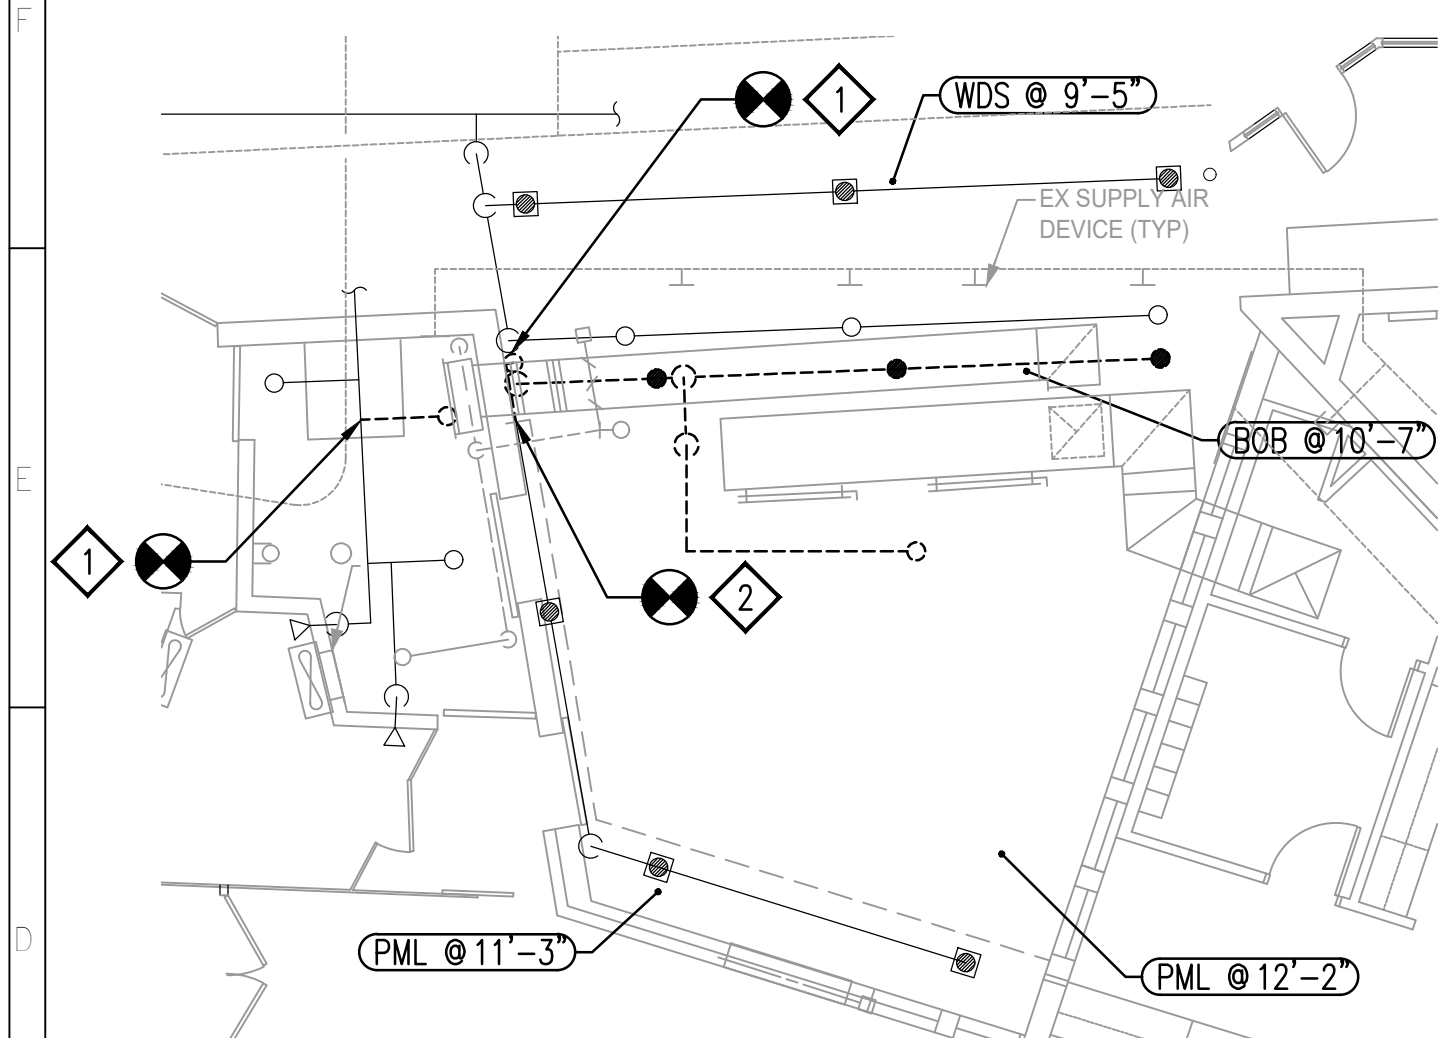 F
1
WDS @ 9'-5"
EX SUPPLY AIR
DEVICE (TYP)
BOB @ 10'-7"
E
1
2
D
PML @ 11'-3"
PML @ 12'-2"